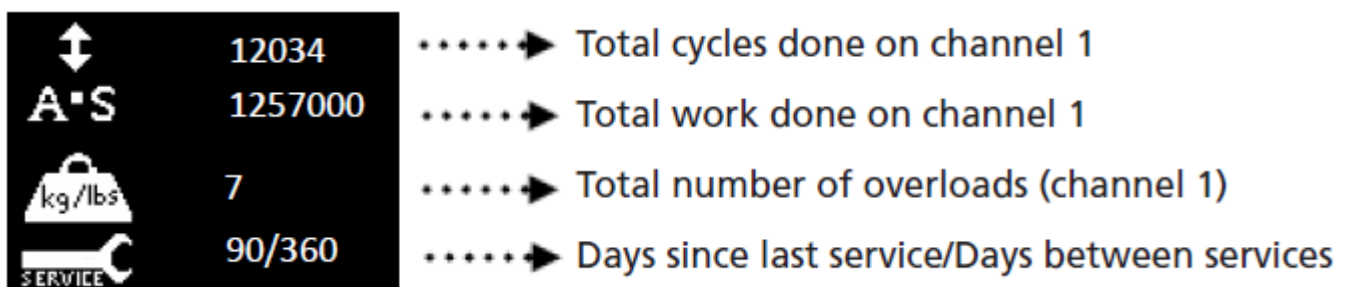 12034 Total cycles done on channel 1
A·S 1257000 Total work done on channel 1
kg/lbs 7 Total number of overloads (channel 1)
SERVICE 90/360 Days since last service/Days between services